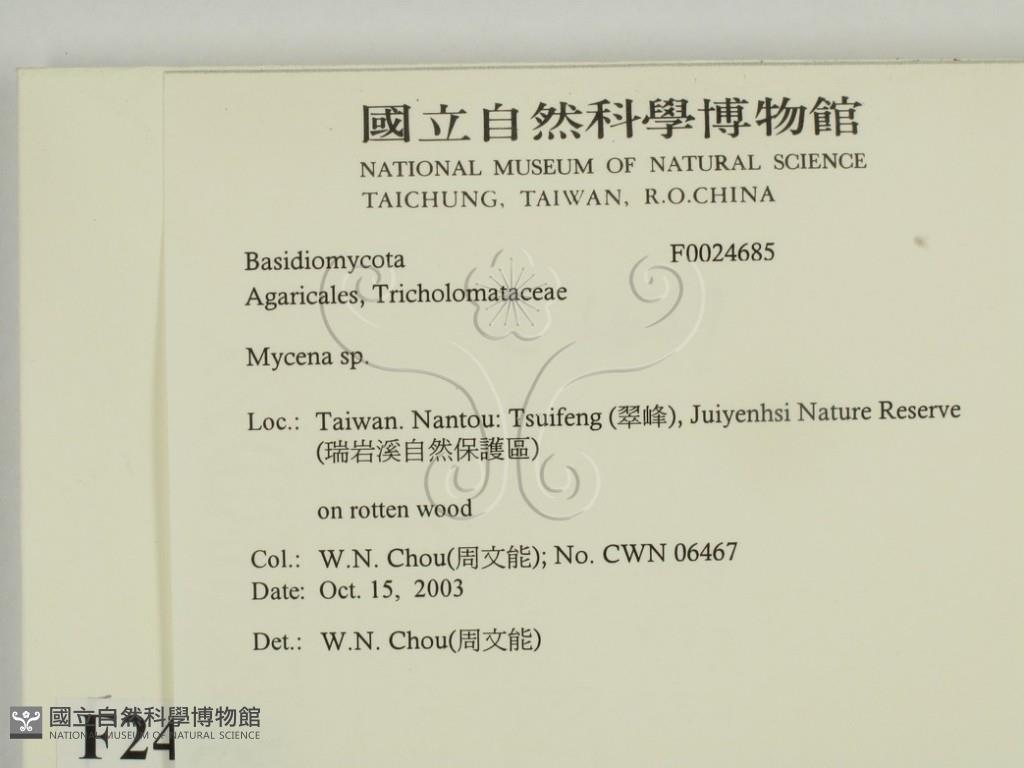 國立自然科學博物館
NATIONAL MUSEUM OF NATURAL SCIENCE
TAICHUNG, TAIWAN, R.O.CHINA
Basidiomycota F0024685
Agaricales, Tricholomataceae
Mycena sp.
Loc.: Taiwan. Nantou: Tsuifeng (翠峰), Juiyenhsi Nature Reserve
(瑞岩溪自然保護區)
on rotten wood
Col.: W.N. Chou(周文能); No. CWN 06467
Date: Oct. 15, 2003
Det.: W.N. Chou(周文能)
國立自然科學博物館
NATIONAL MUSEUM OF NATURAL SCIENCE
F24